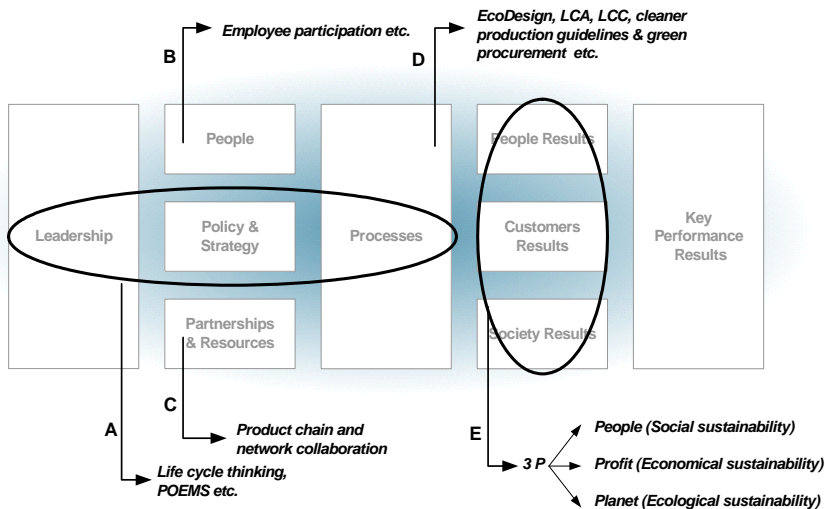 EcoDesign, LCA, LCC, cleaner
production guidelines & green
procurement etc.
Employee participation etc.
B
D
People
People Results
Leadership
Policy &
Strategy
Processes
Customers
Results
Key
Performance
Results
Partnerships
& Resources
Society Results
A
C
E
Product chain and
network collaboration
Life cycle thinking,
POEMS etc.
3 P
People (Social sustainability)
Profit (Economical sustainability)
Planet (Ecological sustainability)